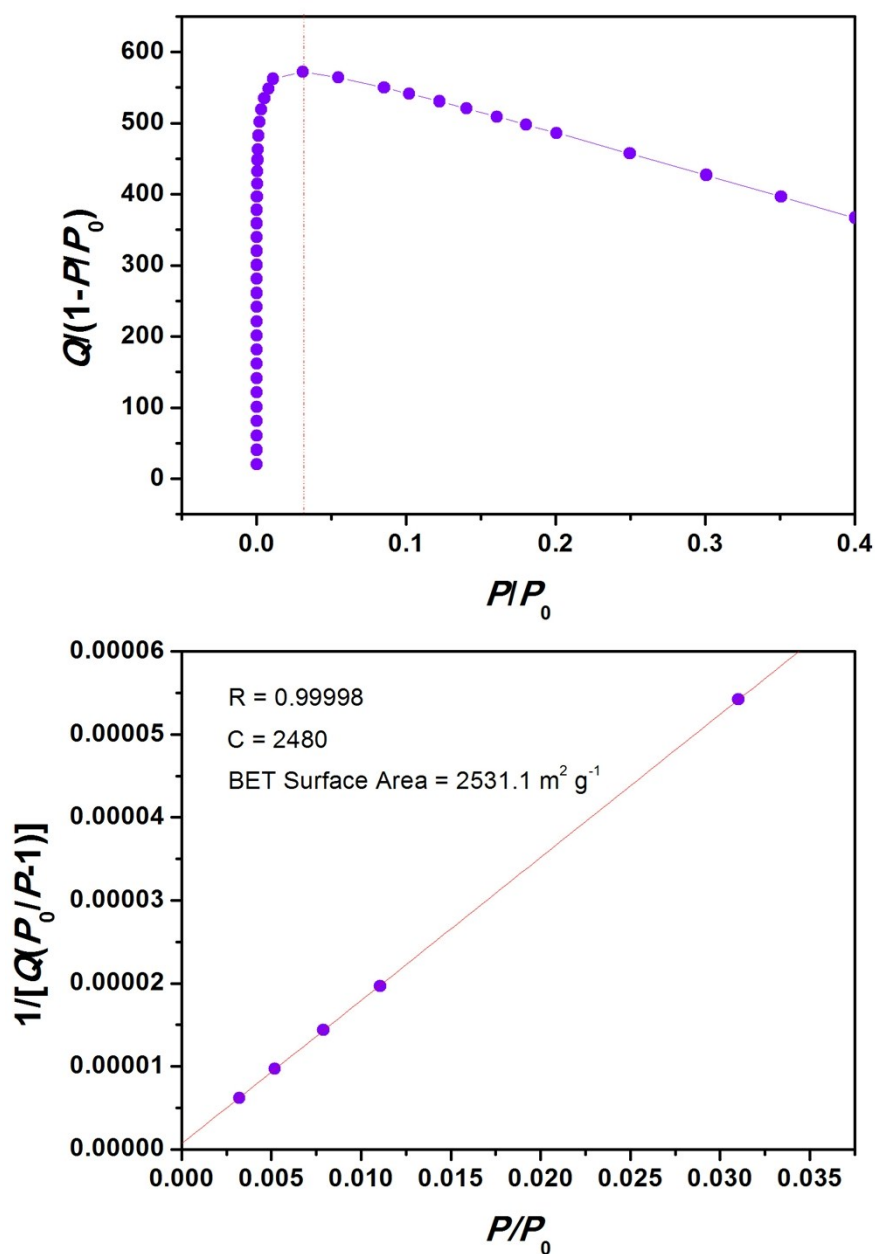 Q/(1-P/P0)
600
500
400
300
200
100
0
0.0 0.1 0.2 0.3 0.4
P/P0
1/[Q(P0/P-1)]
0.00006
0.00005
0.00004
0.00003
0.00002
0.00001
0.00000
R = 0.99998
C = 2480
BET Surface Area = 2531.1 m² g⁻¹
0.000 0.005 0.010 0.015 0.020 0.025 0.030 0.035
P/P0